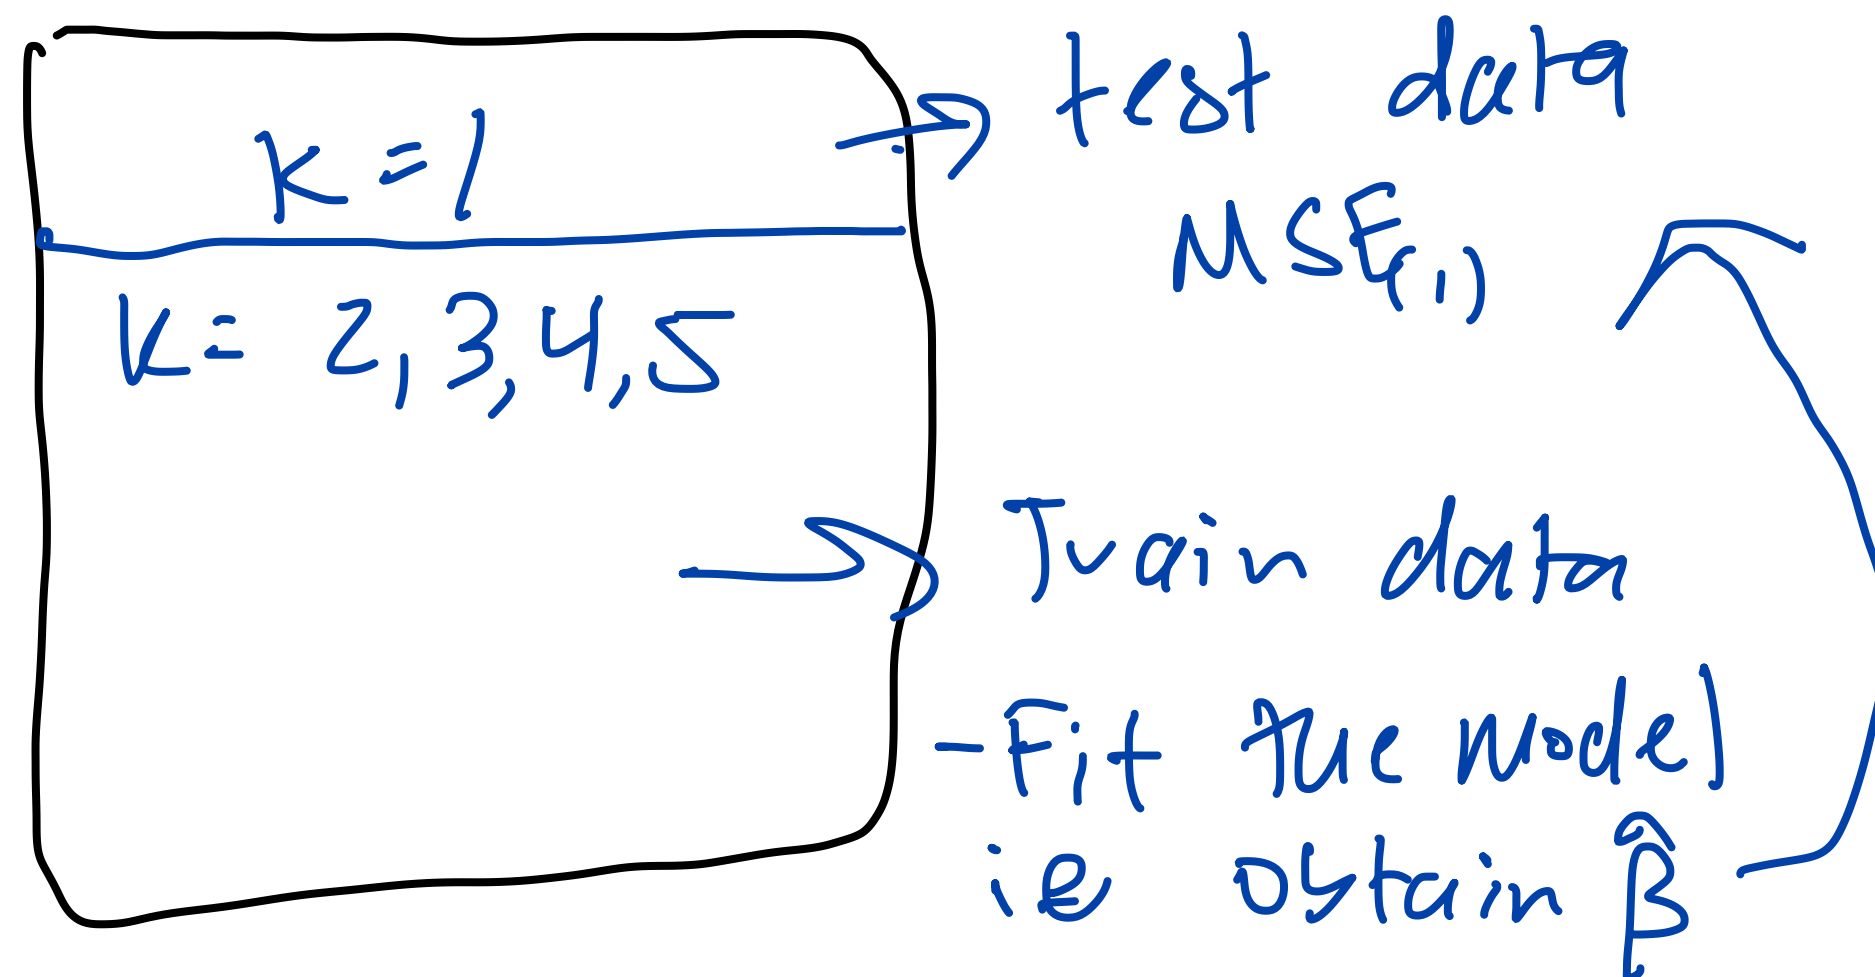 k = 1
test data
MSE(1)
k = 2, 3, 4, 5
Train data
- Fit the model
ie obtain β̂